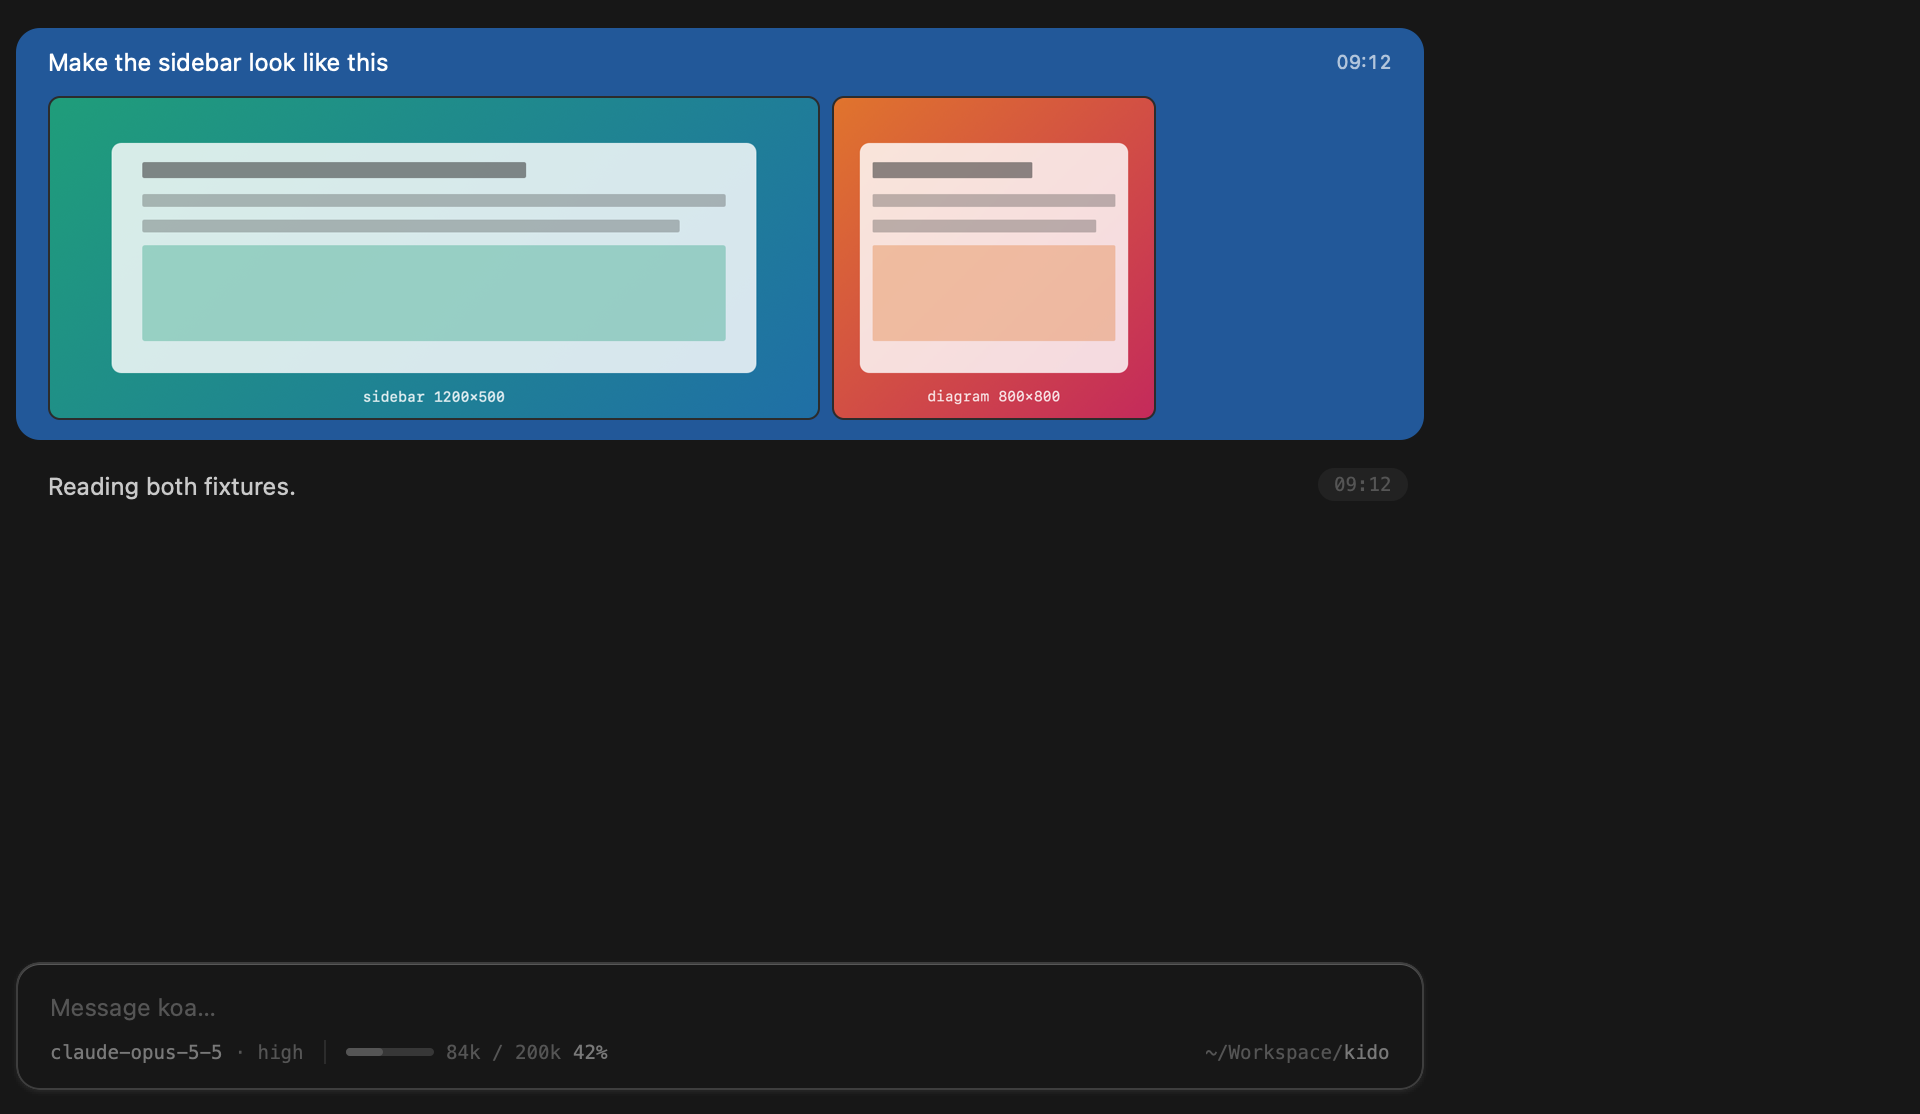 Make the sidebar look like this 09:12
sidebar 1200×500 diagram 800×800
Reading both fixtures. 09:12
Message koa...
claude-opus-5-5 · high 84k / 200k 42% ~/Workspace/kido